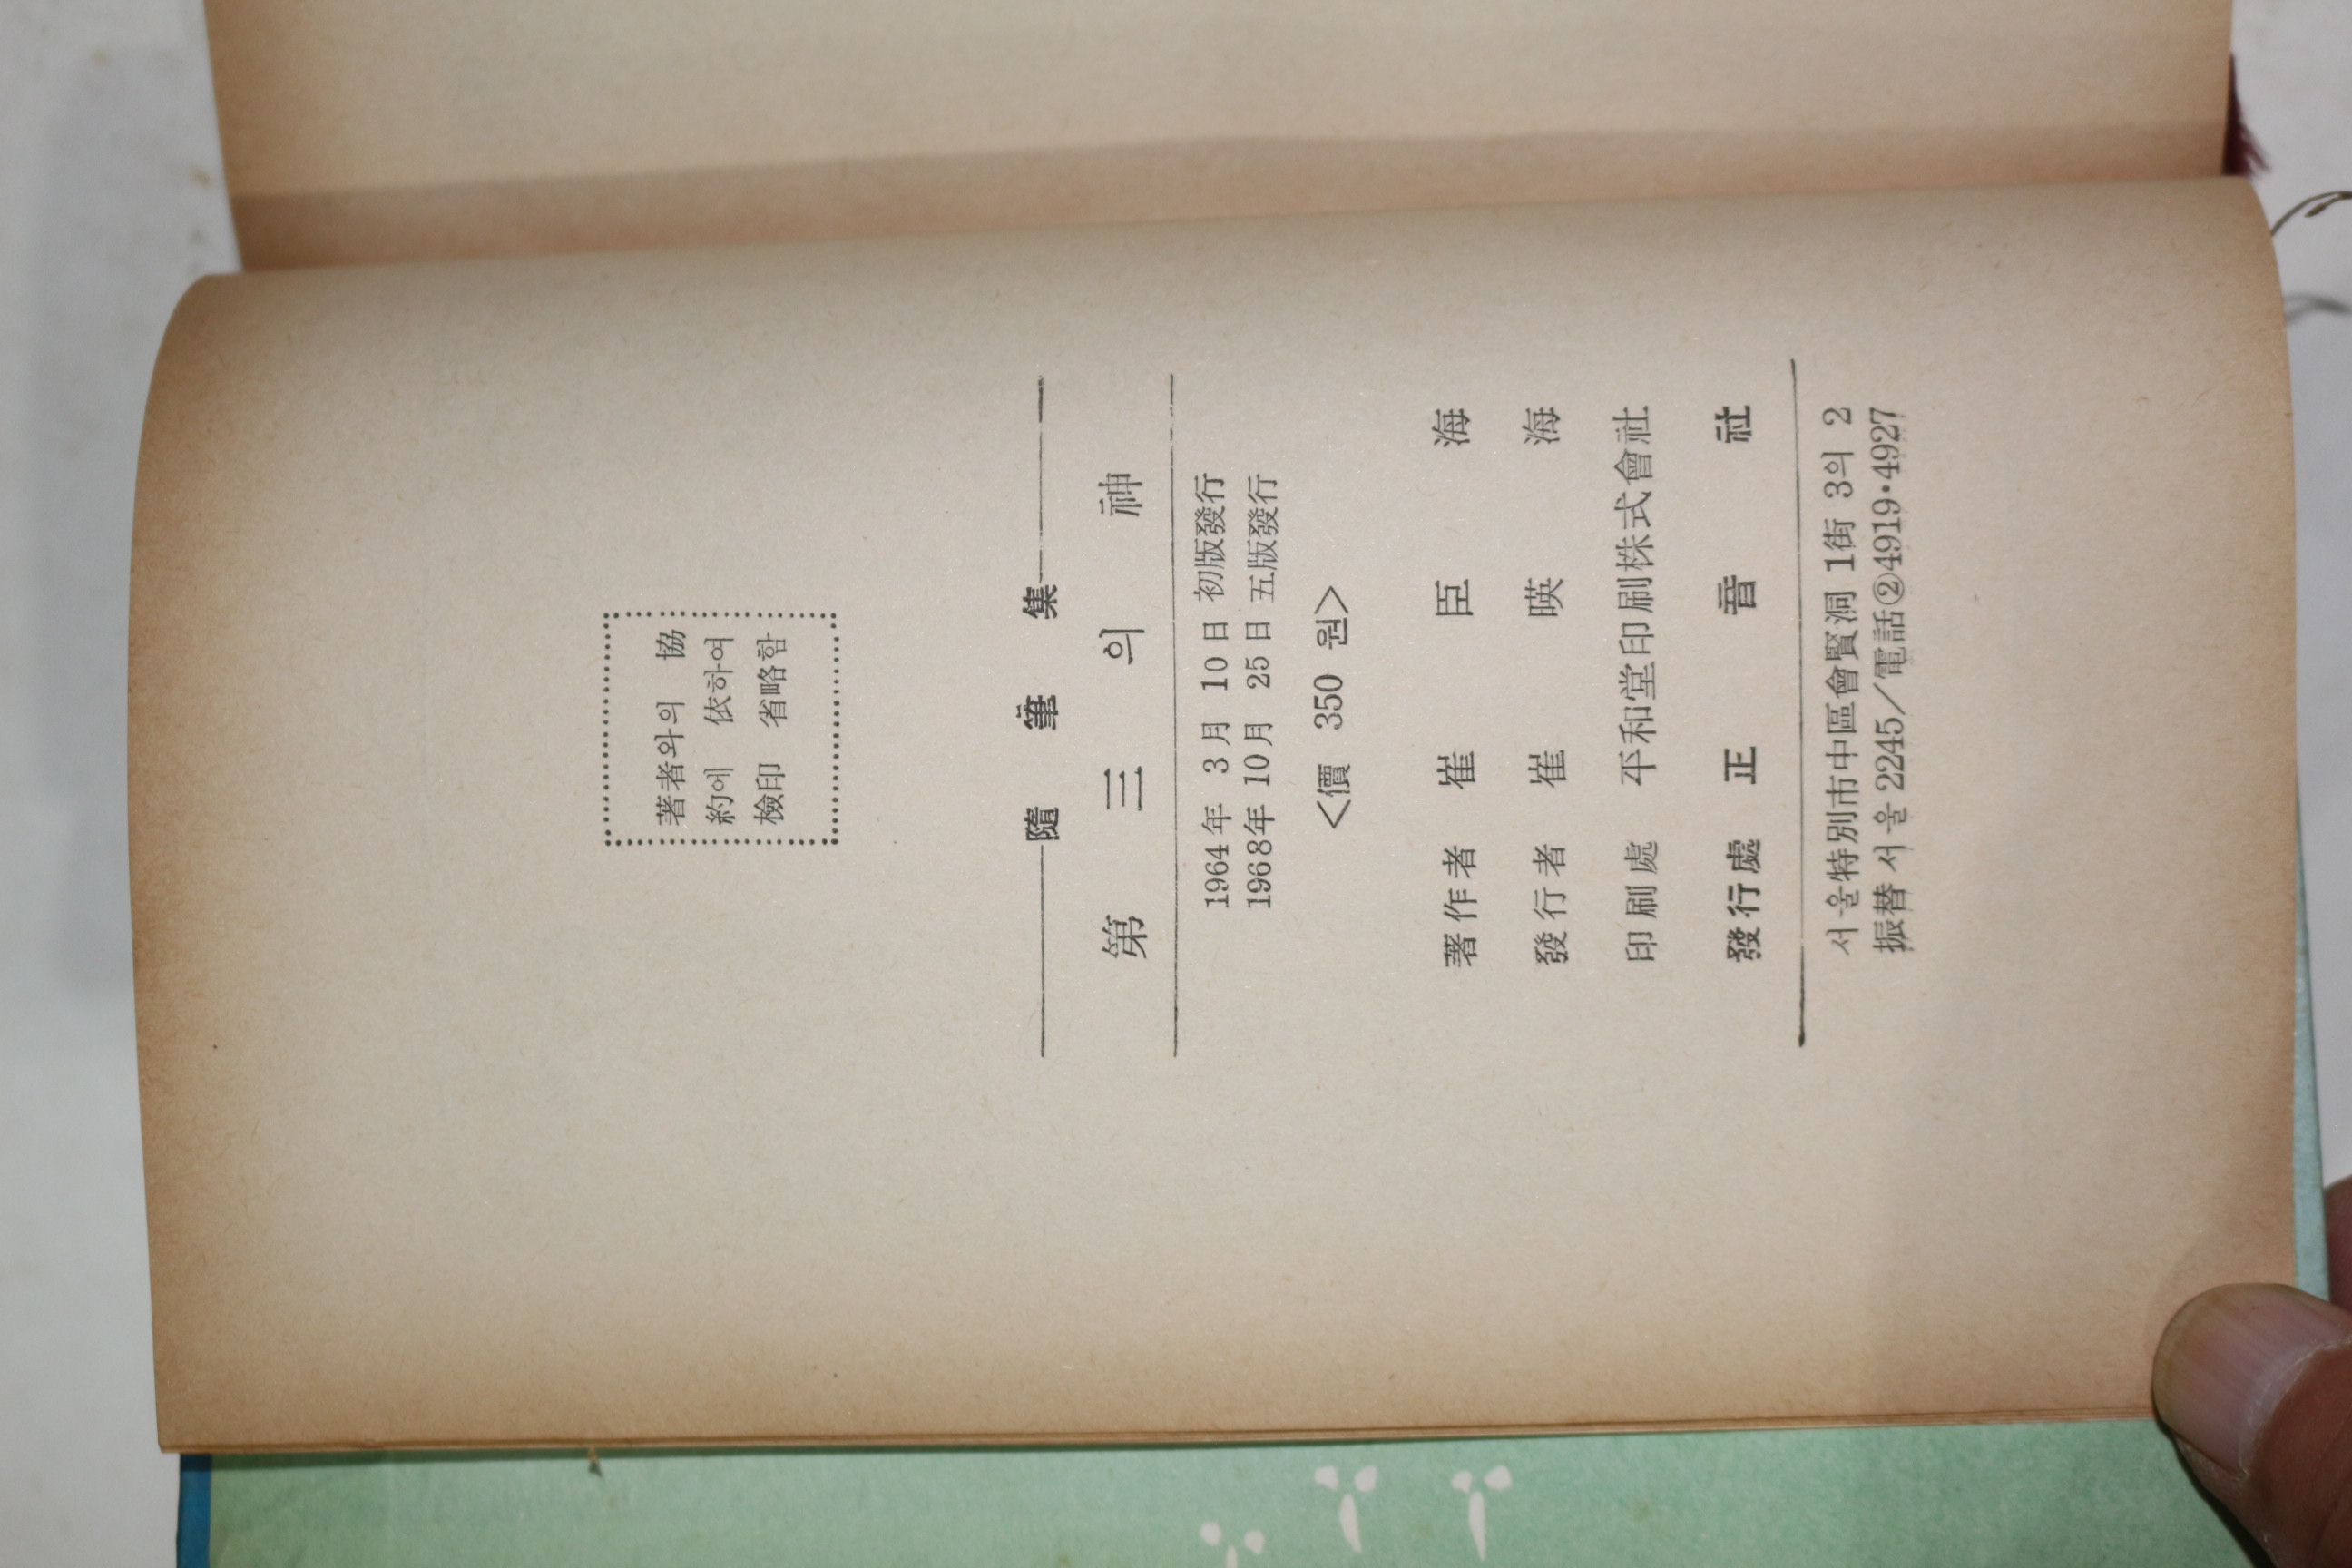 著者와의 協
約에 依하여
檢印 省略함
隨筆集
第三의神
1964年 3月 10日 初版發行
1968年 10月 25日 五版發行
<價 350 원>
著作者 崔臣海
發行者 崔暎海
印刷處 平和堂印刷株式會社
發行處 正音社
서울特別市中區會賢洞 1街 3의 2
振替 서울 2245/電話②4919·4927